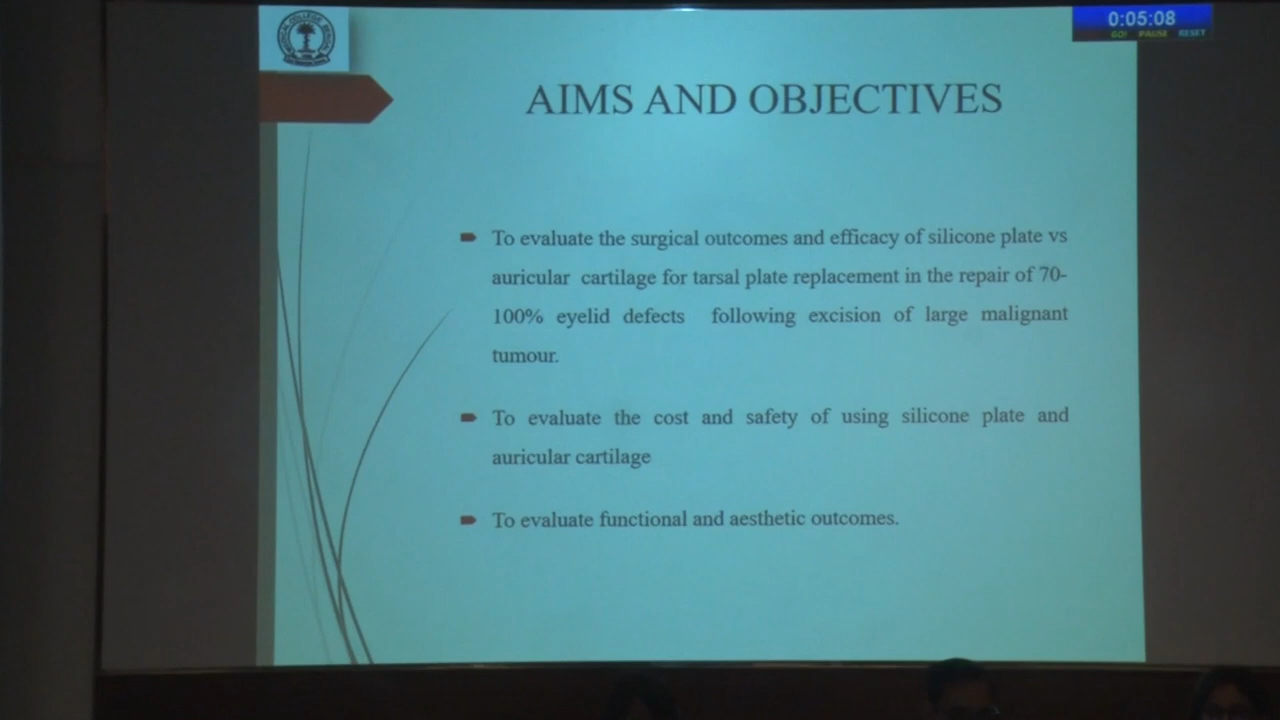 0:05:08
GO! PAUSE RESET
AIMS AND OBJECTIVES
To evaluate the surgical outcomes and efficacy of silicone plate vs
auricular cartilage for tarsal plate replacement in the repair of 70-
100% eyelid defects following excision of large malignant
tumour.
To evaluate the cost and safety of using silicone plate and
auricular cartilage
To evaluate functional and aesthetic outcomes.